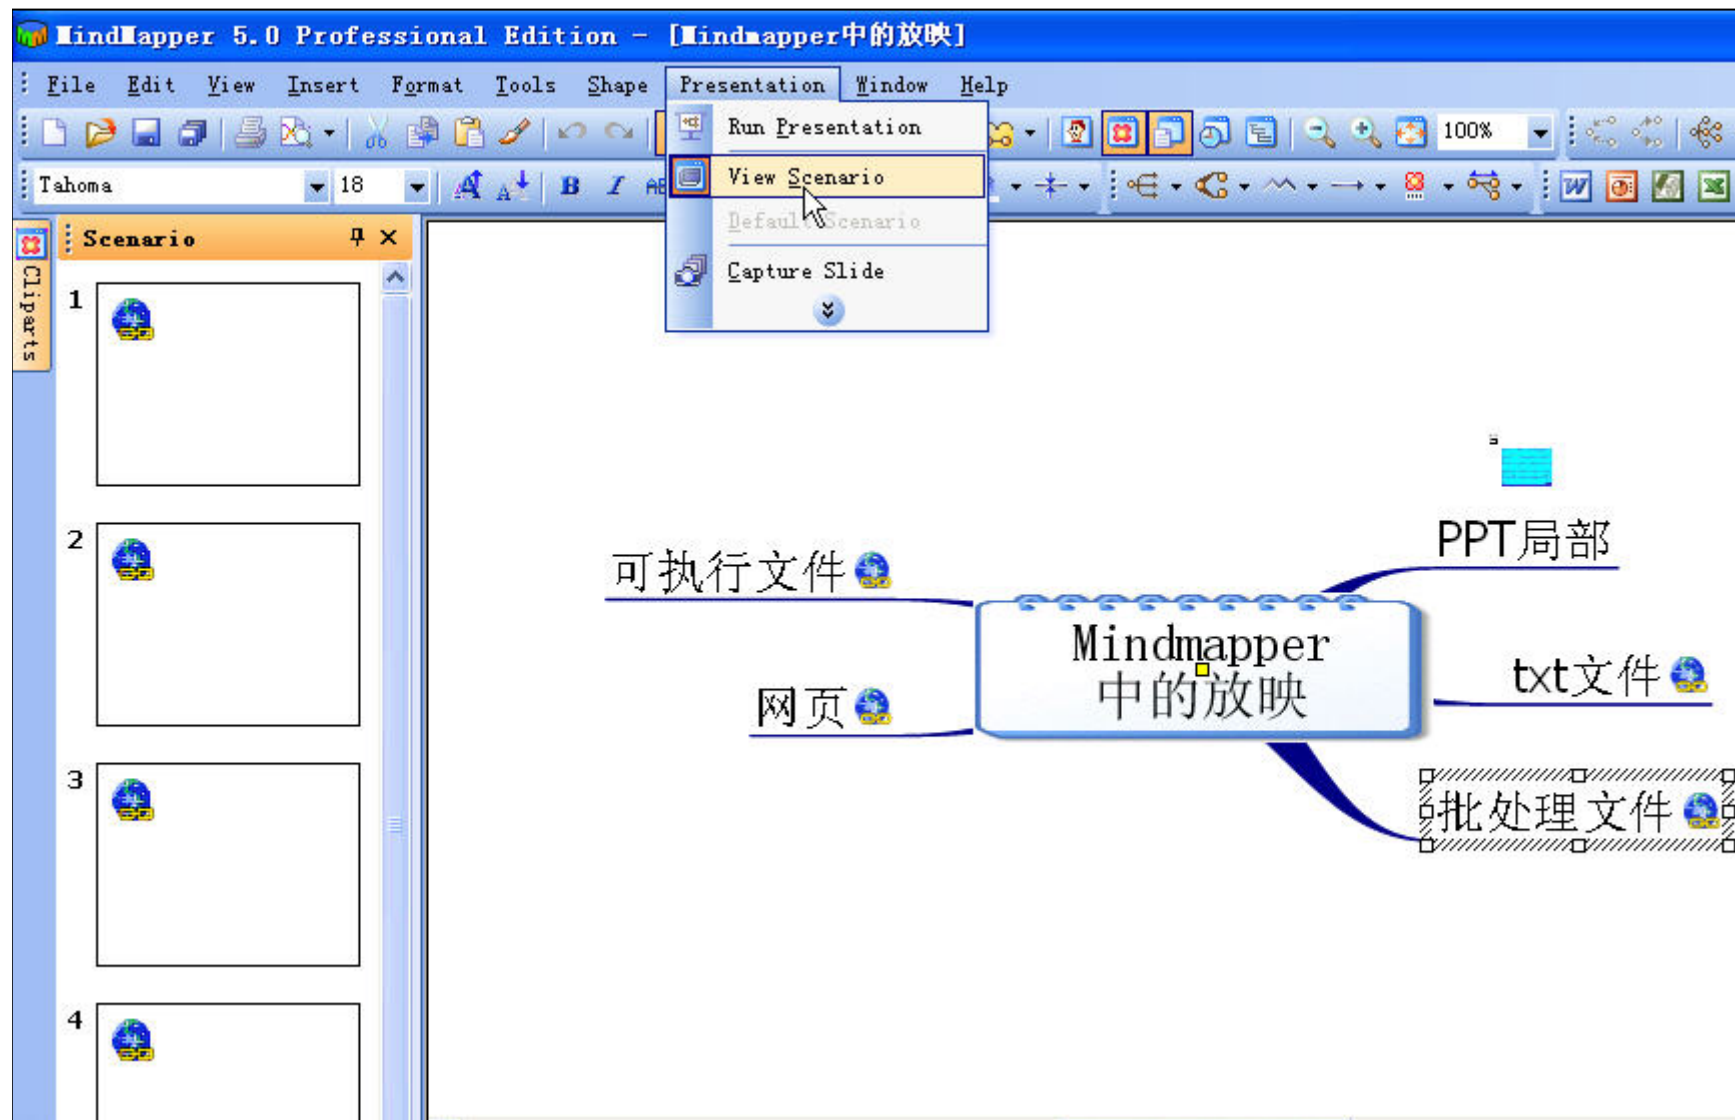 MindMapper 5.0 Professional Edition - [Mindmapper中的放映]
File Edit View Insert Format Tools Shape Presentation Window Help
Run Presentation
100%
Tahoma
18
B I
View Scenario
Default Scenario
Capture Slide
Scenario
Cliparts
1
2
3
4
PPT局部
可执行文件
Mindmapper
中的放映
txt文件
网页
批处理文件